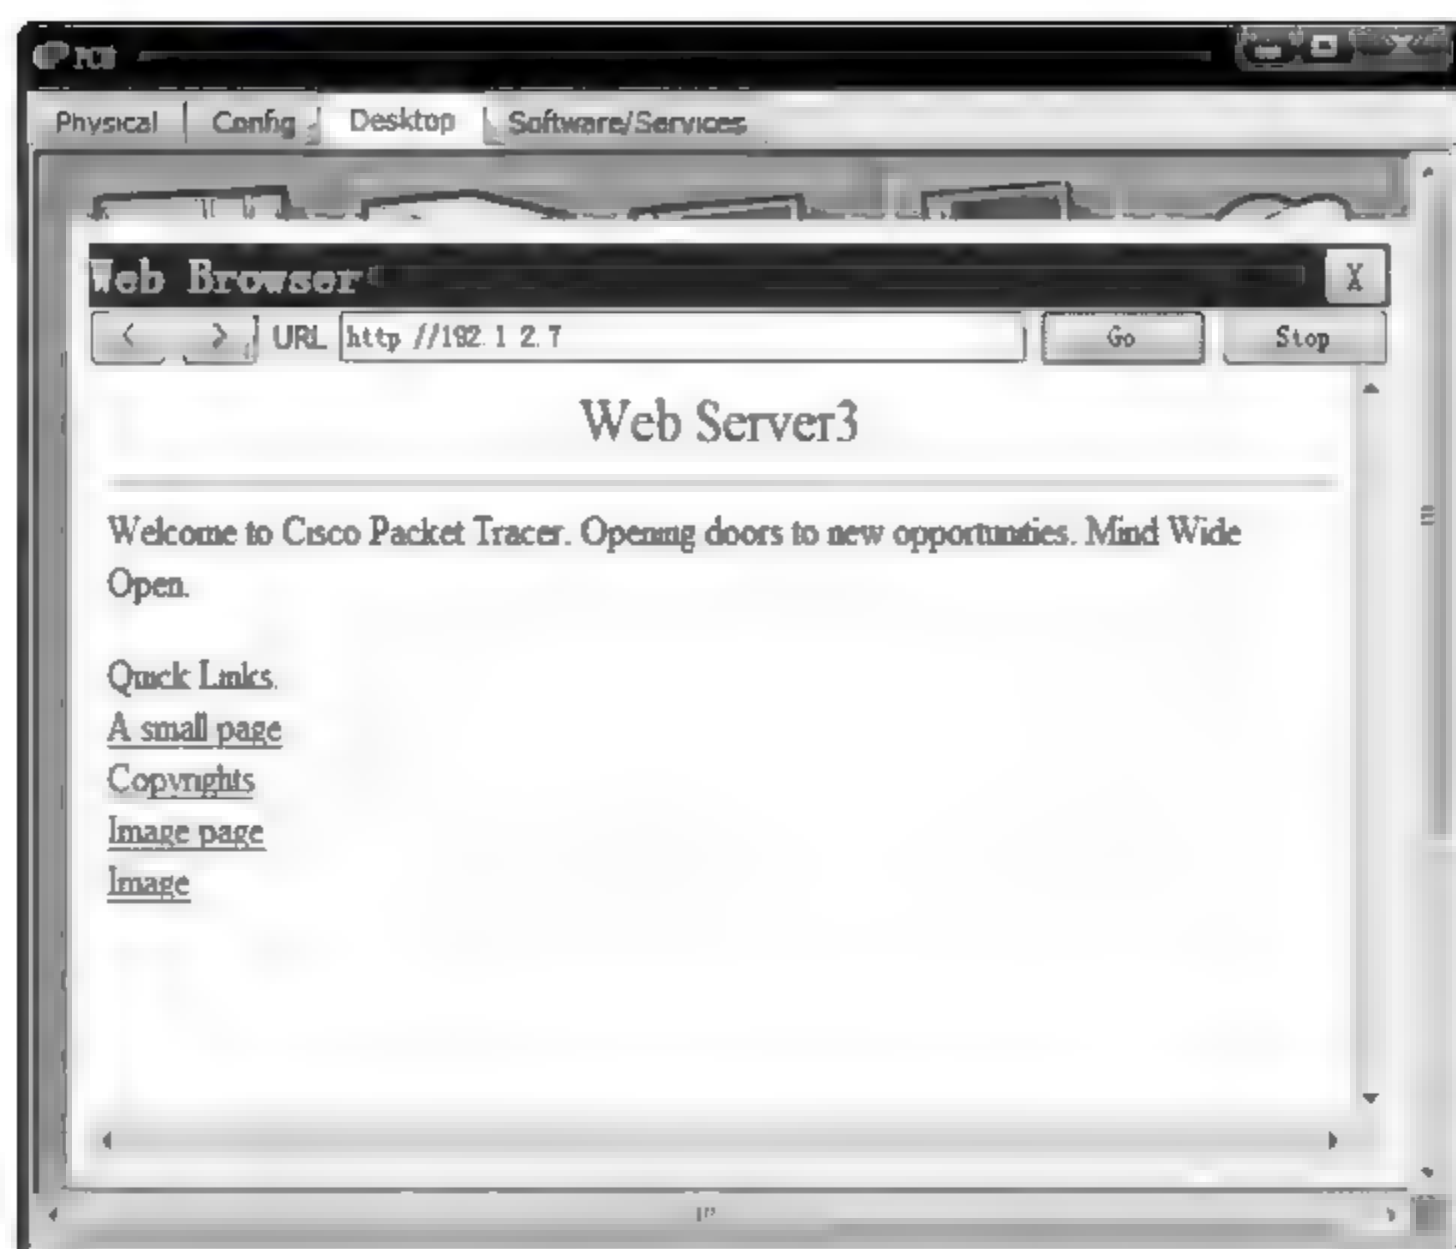 Physical Config Desktop Software/Services
Web Browser X
< > URL http://192.1.2.7 Go Stop
Web Server3
Welcome to Cisco Packet Tracer. Opening doors to new opportunities. Mind Wide
Open.
Quick Links.
A small page
Copyrights
Image page
Image